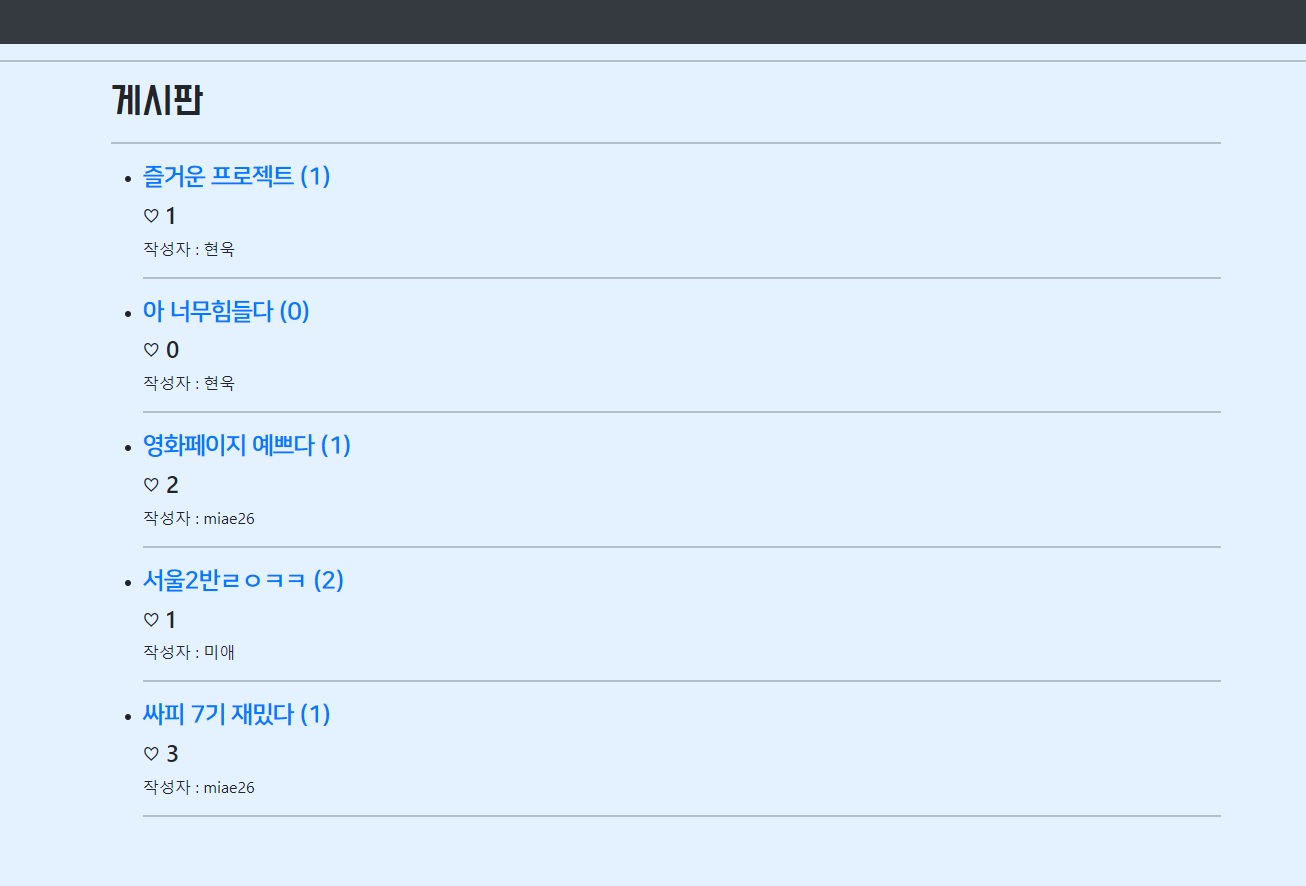 게시판
즐거운 프로젝트 (1)
♡ 1
작성자 : 현욱
아 너무힘들다 (0)
♡ 0
작성자 : 현욱
영화페이지 예쁘다 (1)
♡ 2
작성자 : miae26
서울2반ㄹㅇㅋㅋ (2)
♡ 1
작성자 : 미애
싸피 7기 재밌다 (1)
♡ 3
작성자 : miae26